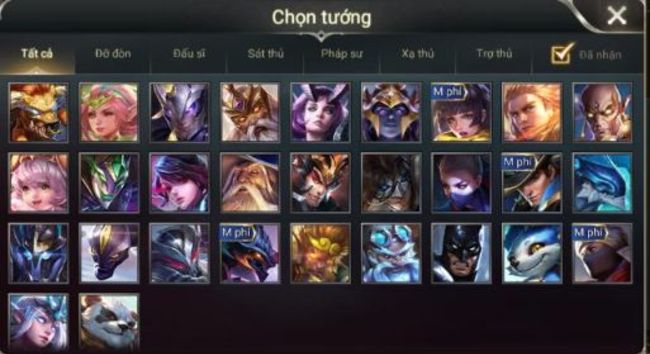 Chọn tướng
Tất cả Đỡ đòn Đấu sĩ Sát thủ Pháp sư Xạ thủ Trợ thủ Đã nhận
M phí
M phí
M phí M phí